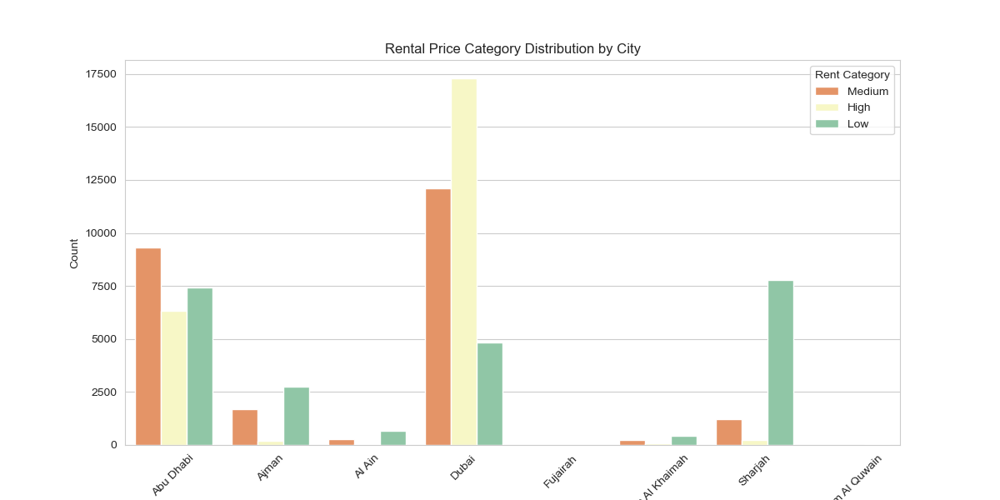 Rental Price Category Distribution by City
17500
15000
12500
10000
7500
5000
2500
0
Count
Rent Category
Medium
High
Low
Abu Dhabi
Ajman
Al Ain
Dubai
Fujairah
Al Khaimah
Sharjah
Al Quwain